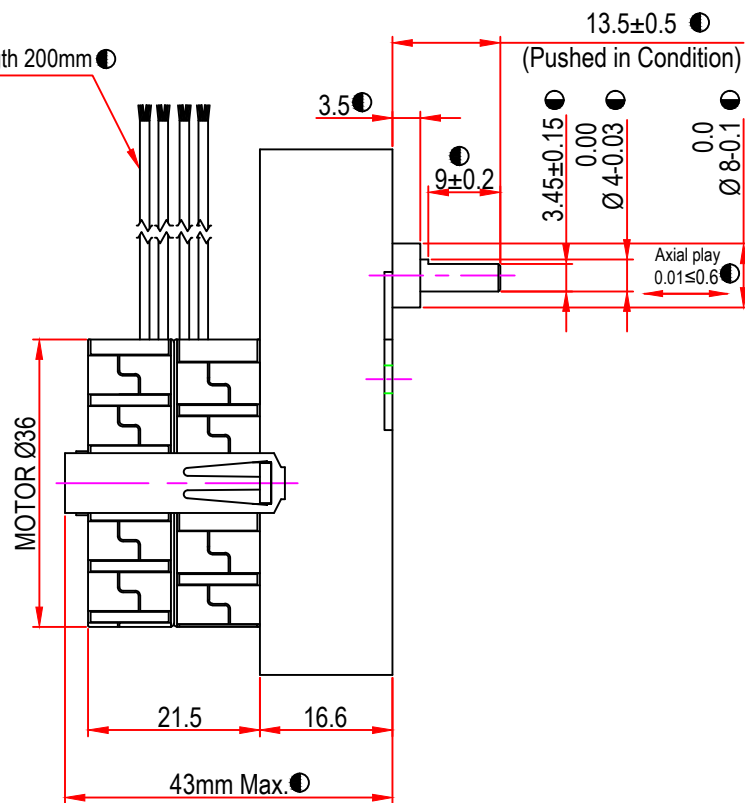 13.5±0.5
(Pushed in Condition)
200mm
3.5
9±0.2
3.45±0.15
0.00
Ø 4-0.03
0.0
Ø 8-0.1
Axial play
0.01≤0.6
MOTOR Ø36
21.5
16.6
43mm Max.